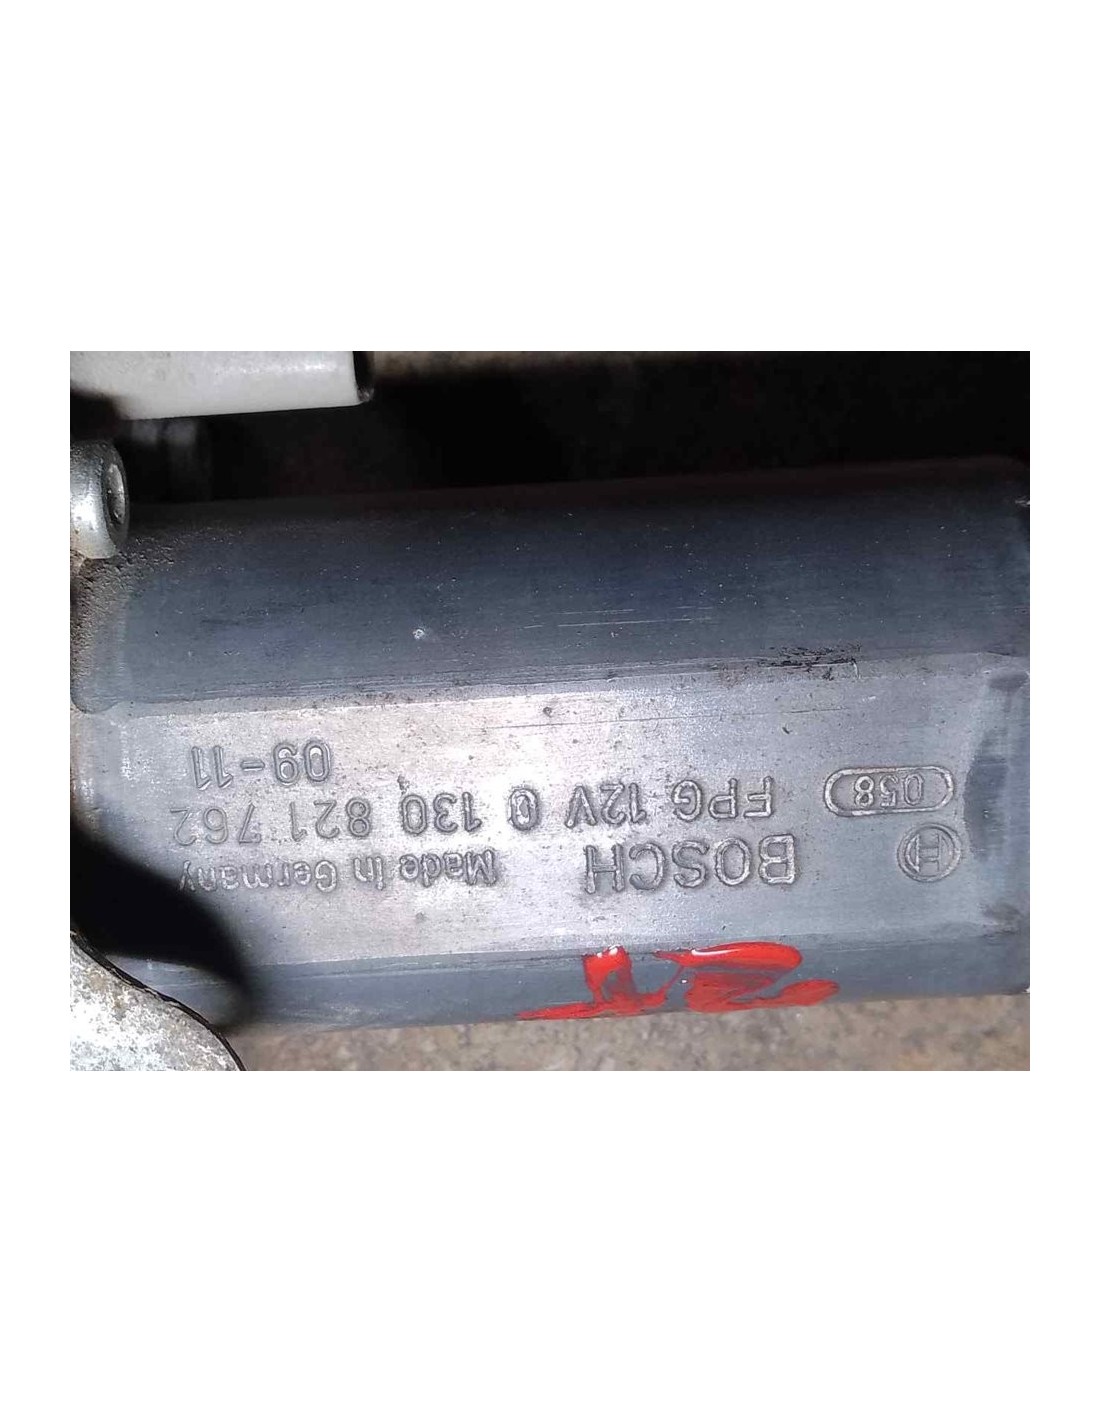 BOSCH Made in Germany
058 FPG 12V 0 130 821 762
09-11